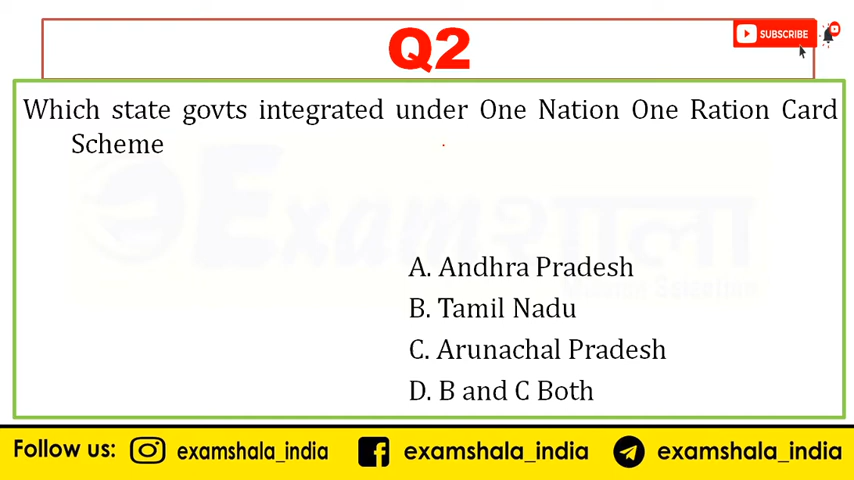 Q2
SUBSCRIBE
Which state govts integrated under One Nation One Ration Card
Scheme
Examशाला
A. Andhra Pradesh
B. Tamil Nadu
C. Arunachal Pradesh
D. B and C Both
Follow us: examshala_india examshala_india examshala_india